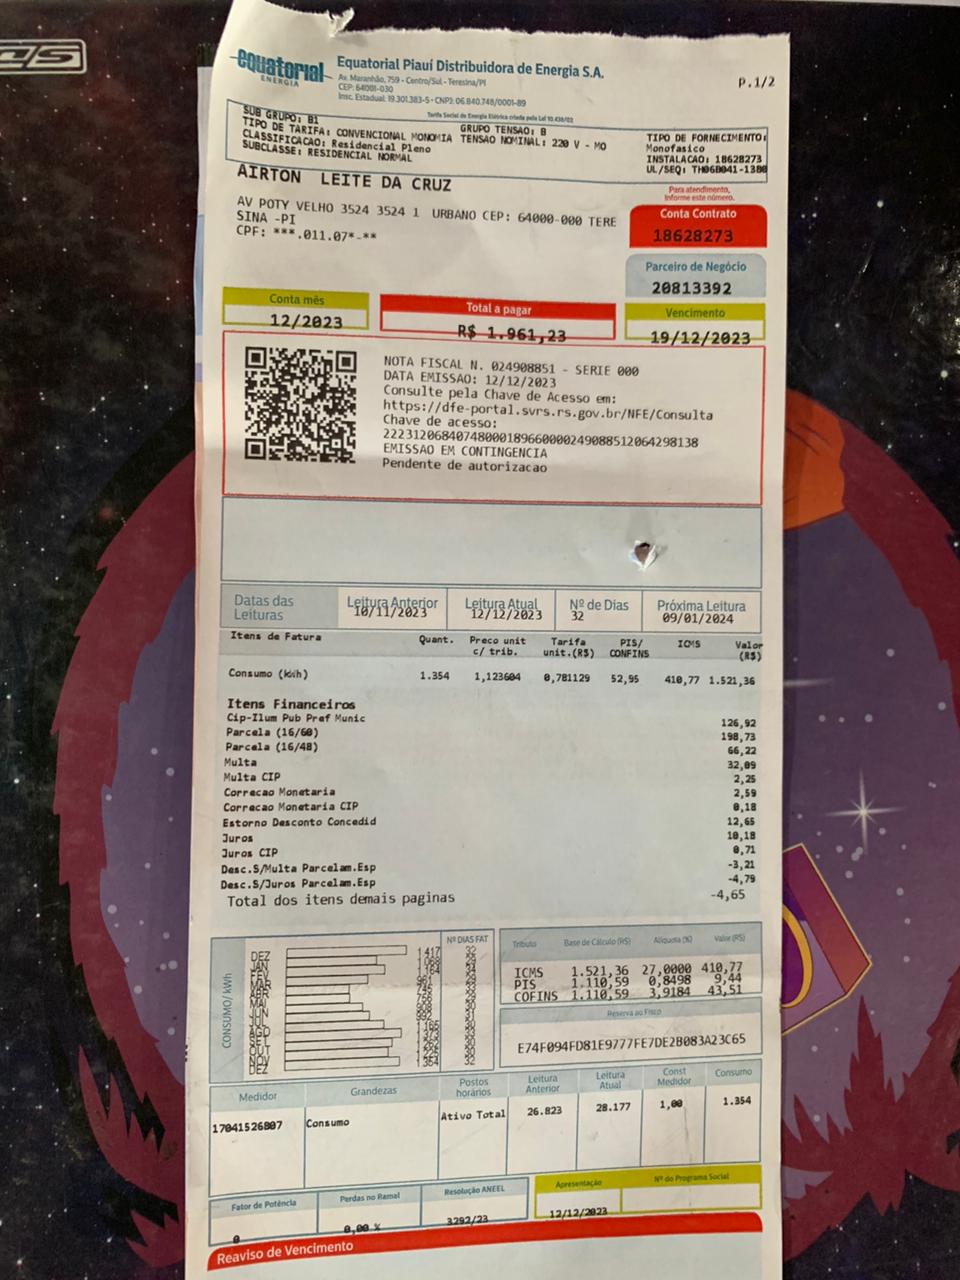 equatorial
ENERGIA
Equatorial Piauí Distribuidora de Energia S.A.
Av. Maranhão, 759 - Centro/Sul - Teresina/PI
CEP: 64001-030
Insc. Estadual: 19.301.383-5 - CNPJ: 06.840.748/0001-89
P.1/2
Tarifa Social de Energia Elétrica criada pela Lei 10.438/02
SUB GRUPO: B1 GRUPO TENSAO: B
TIPO DE TARIFA: CONVENCIONAL MONOMIA TENSAO NOMINAL: 220 V - MO
CLASSIFICACAO: Residencial Pleno
SUBCLASSE: RESIDENCIAL NORMAL
TIPO DE FORNECIMENTO:
Monofasico
INSTALACAO: 18628273
UL/SEQ: TH06B041-1380
AIRTON LEITE DA CRUZ
AV POTY VELHO 3524 3524 1 URBANO CEP: 64000-000 TERE
SINA -PI
CPF: ***.011.07*-**
Para atendimento,
informe este número.
Conta Contrato
18628273
Parceiro de Negócio
20813392
Conta mês
12/2023
Total a pagar
R$ 1.961,23
Vencimento
19/12/2023
NOTA FISCAL N. 024908851 - SERIE 000
DATA EMISSAO: 12/12/2023
Consulte pela Chave de Acesso em:
https://dfe-portal.svrs.rs.gov.br/NFE/Consulta
Chave de acesso:
22231206840748000189660000249088512064298138
EMISSAO EM CONTINGENCIA
Pendente de autorizacao
Datas das Leituras
Leitura Anterior 10/11/2023
Leitura Atual 12/12/2023
Nº de Dias 32
Próxima Leitura 09/01/2024
Itens de Fatura Quant. Preco unit c/ trib. Tarifa unit.(R$) PIS/CONFINS ICMS Valor (R$)
Consumo (kWh) 1.354 1,123604 0,781129 52,95 410,77 1.521,36
Itens Financeiros
Cip-Ilum Pub Pref Munic 126,92
Parcela (16/60) 198,73
Parcela (16/48) 66,22
Multa 32,09
Multa CIP 2,25
Correcao Monetaria 2,59
Correcao Monetaria CIP 0,18
Estorno Desconto Concedid 12,65
Juros 10,18
Juros CIP 0,71
Desc.S/Multa Parcelam.Esp -3,21
Desc.S/Juros Parcelam.Esp -4,79
Total dos itens demais paginas -4,65
CONSUMO/ kWh
Nº DIAS FAT
DEZ 1.417 32
JAN 1.068
FEV 1.164 34
MAR 961
ABR
MAI
JUN
JUL
AGO
SET
OUT
NOV
DEZ 1.354 32
Tributo Base de Cálculo (R$) Alíquota (%) Valor (R$)
ICMS 1.521,36 27,0000 410,77
PIS 1.110,59 0,8498 9,44
COFINS 1.110,59 3,9184 43,51
Reserva ao Fisco
E74F094FD81E9777FE7DE2B083A23C65
Medidor Grandezas Postos horários Leitura Anterior Leitura Atual Const Medidor Consumo
17041526807 Consumo Ativo Total 26.823 28.177 1,00 1.354
Fator de Potência
0
Perdas no Ramal
0,00 %
Resolução ANEEL
3292/23
Apresentação
12/12/2023
Nº do Programa Social
Reaviso de Vencimento